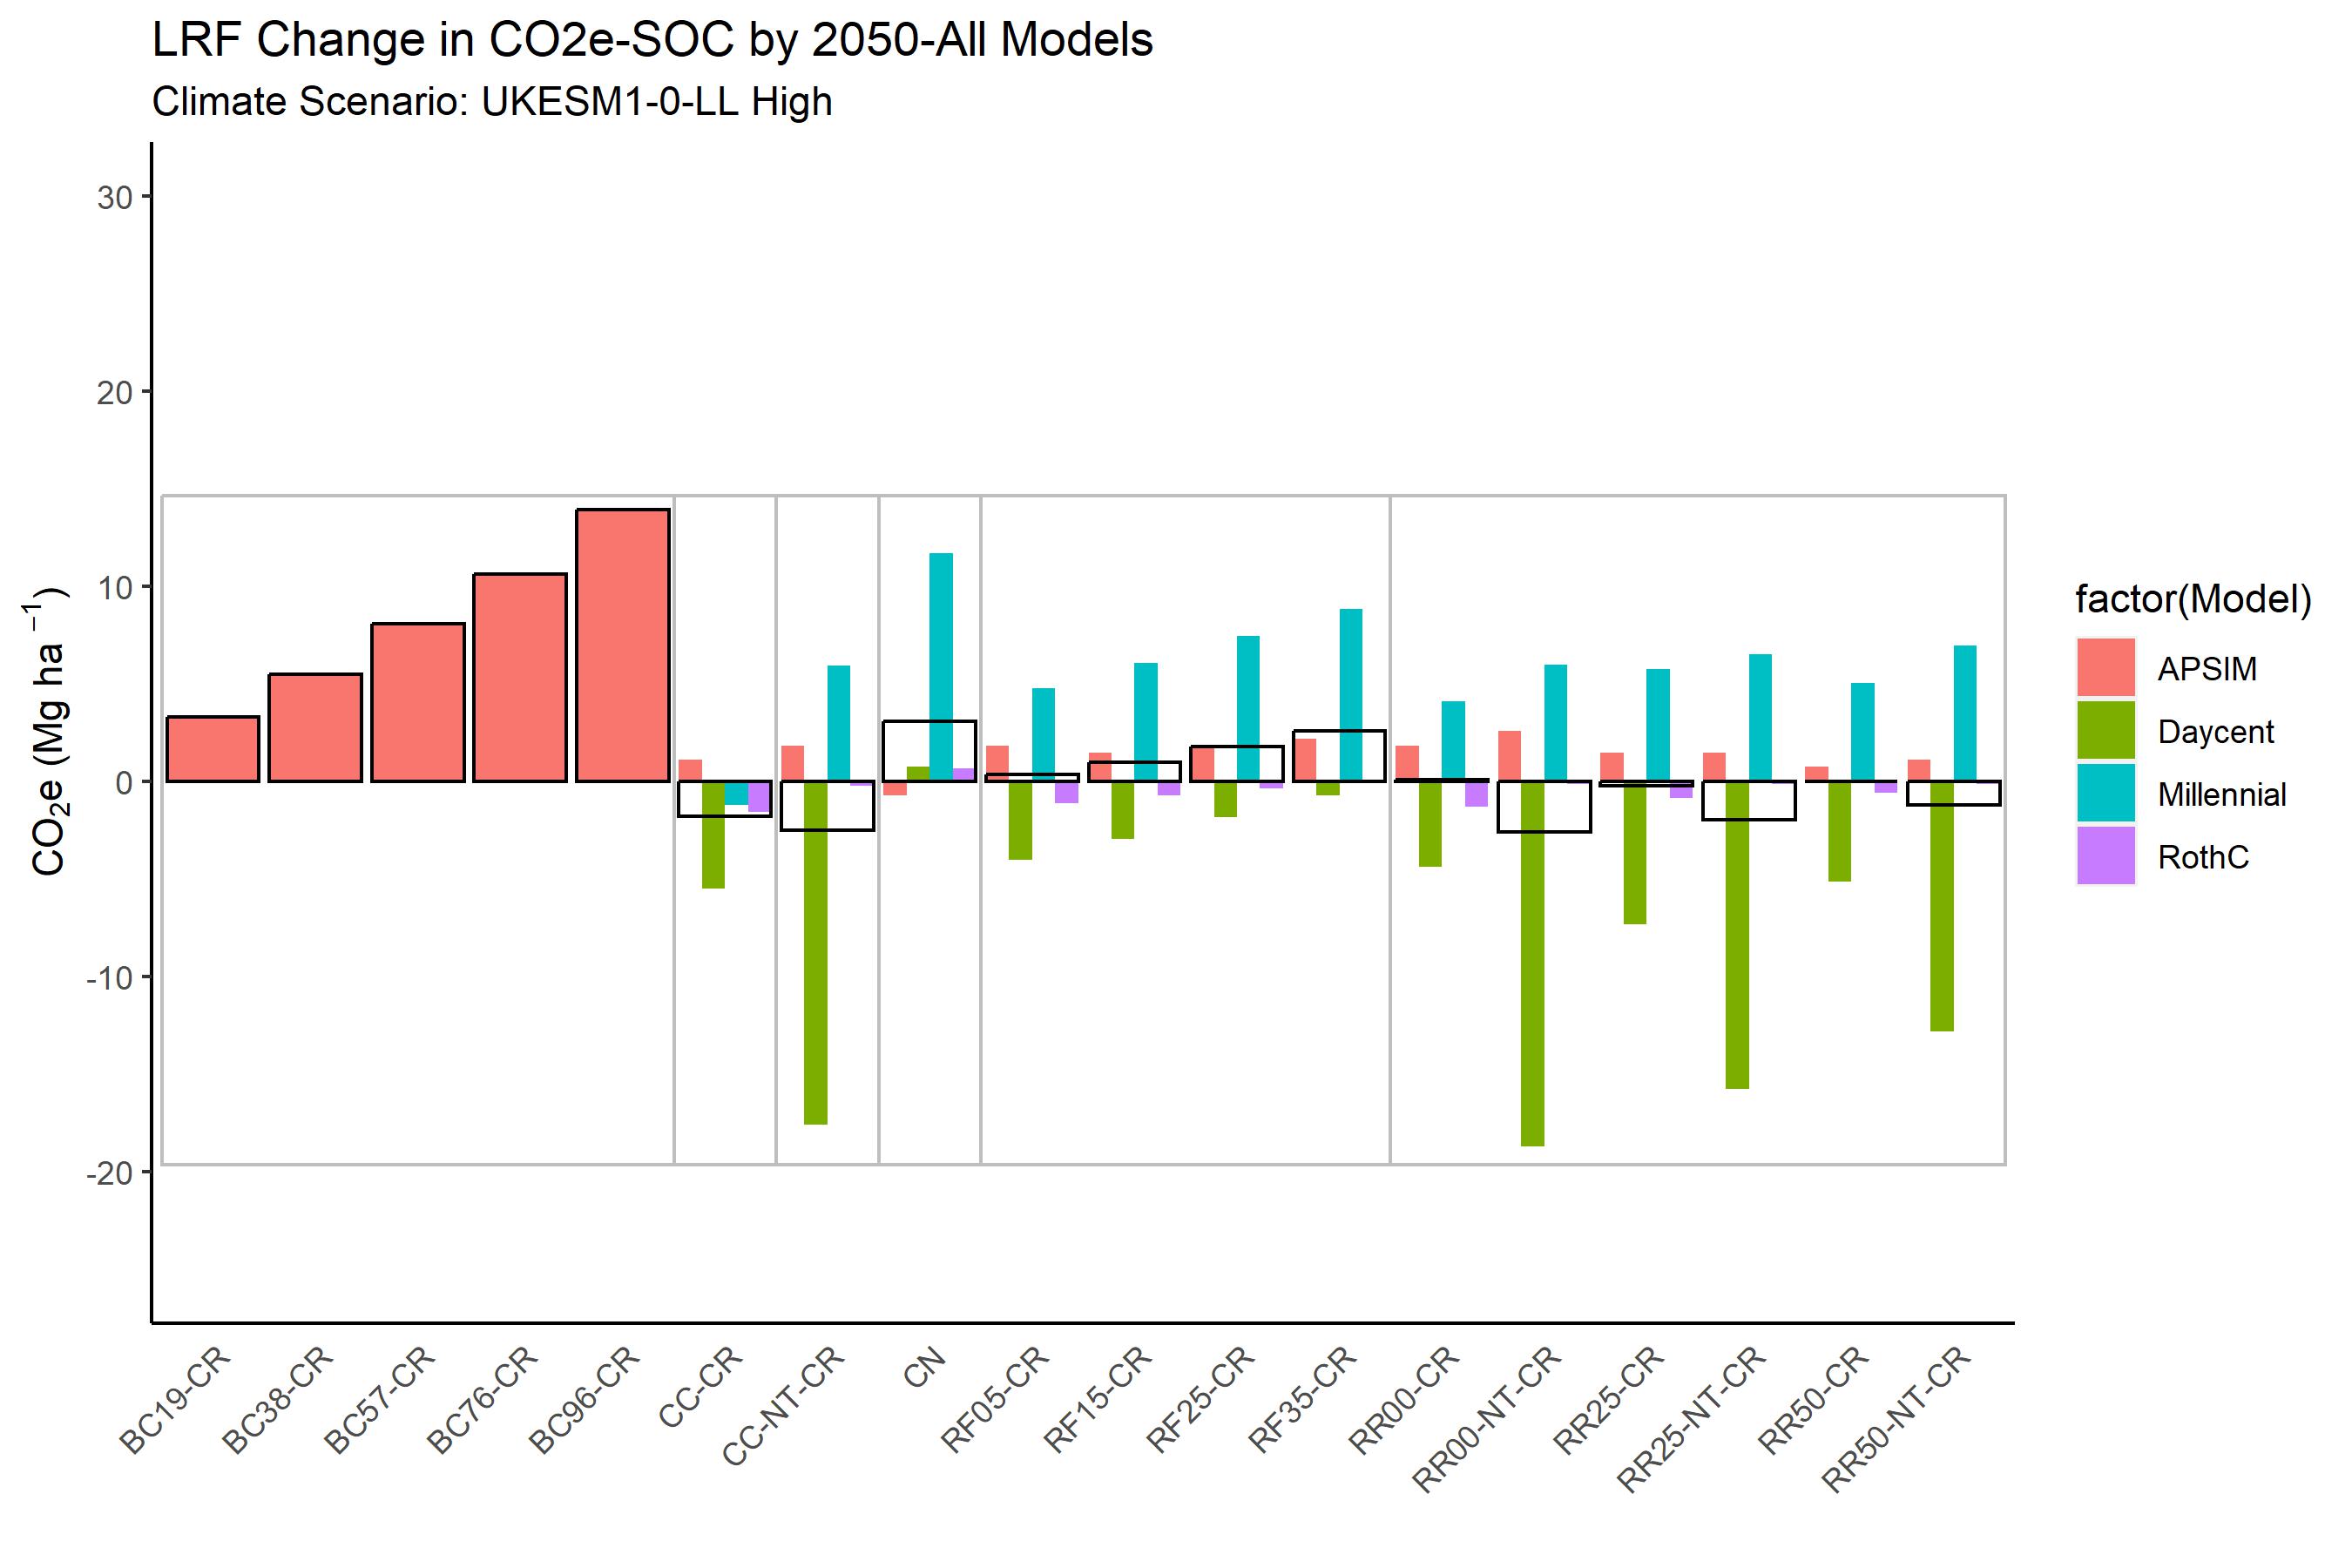 LRF Change in CO2e-SOC by 2050-All Models
Climate Scenario: UKESM1-0-LL High
CO₂e (Mg ha ⁻¹)
30
20
10
0
-10
-20
BC19-CR
BC38-CR
BC57-CR
BC76-CR
BC96-CR
CC-CR
CC-NT-CR
CN
RF05-CR
RF15-CR
RF25-CR
RF35-CR
RR00-CR
RR00-NT-CR
RR25-CR
RR25-NT-CR
RR50-CR
RR50-NT-CR
factor(Model)
APSIM
Daycent
Millennial
RothC